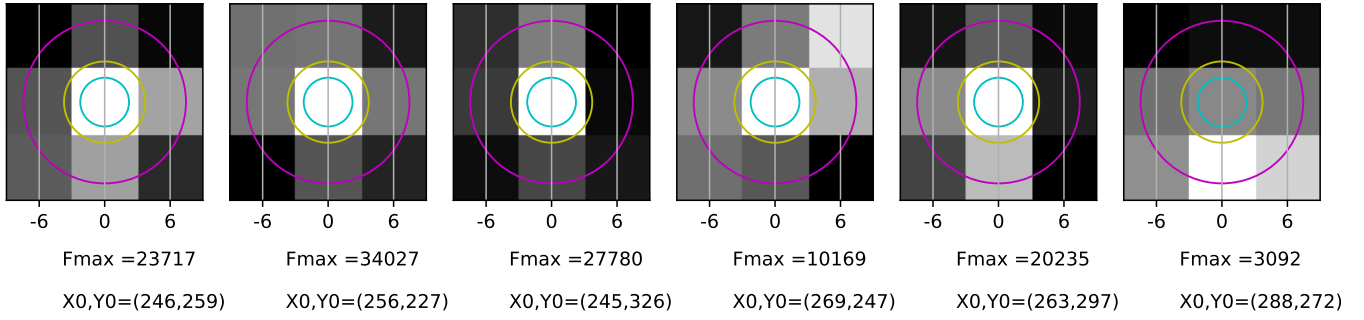 -6 0 6 -6 0 6 -6 0 6 -6 0 6 -6 0 6 -6 0 6
Fmax =23717 Fmax =34027 Fmax =27780 Fmax =10169 Fmax =20235 Fmax =3092
X0,Y0=(246,259) X0,Y0=(256,227) X0,Y0=(245,326) X0,Y0=(269,247) X0,Y0=(263,297) X0,Y0=(288,272)